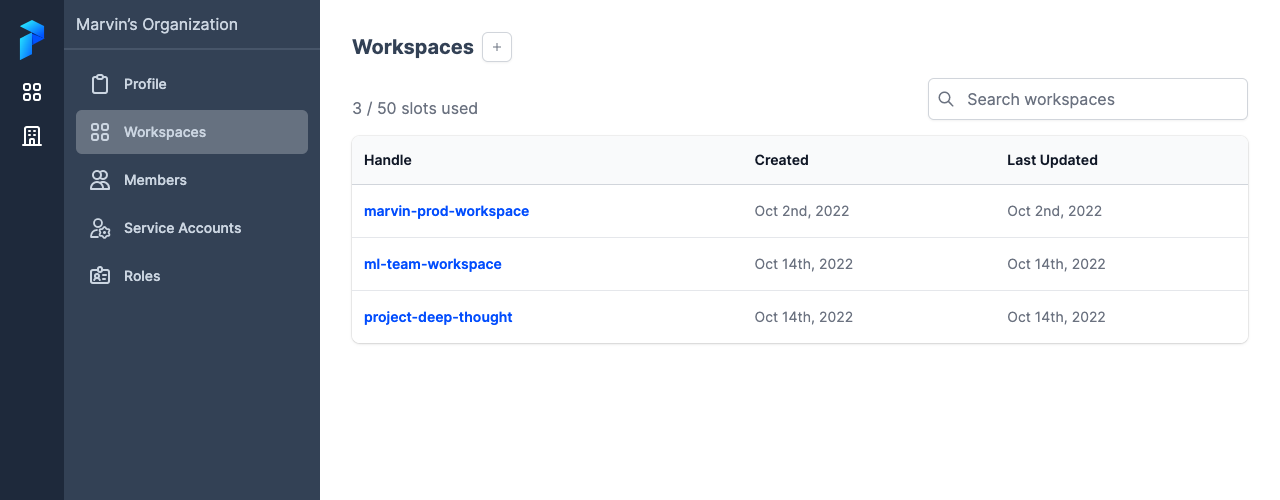 Marvin’s Organization
Profile
Workspaces
Members
Service Accounts
Roles
Workspaces
3 / 50 slots used
Search workspaces
Handle Created Last Updated
marvin-prod-workspace Oct 2nd, 2022 Oct 2nd, 2022
ml-team-workspace Oct 14th, 2022 Oct 14th, 2022
project-deep-thought Oct 14th, 2022 Oct 14th, 2022